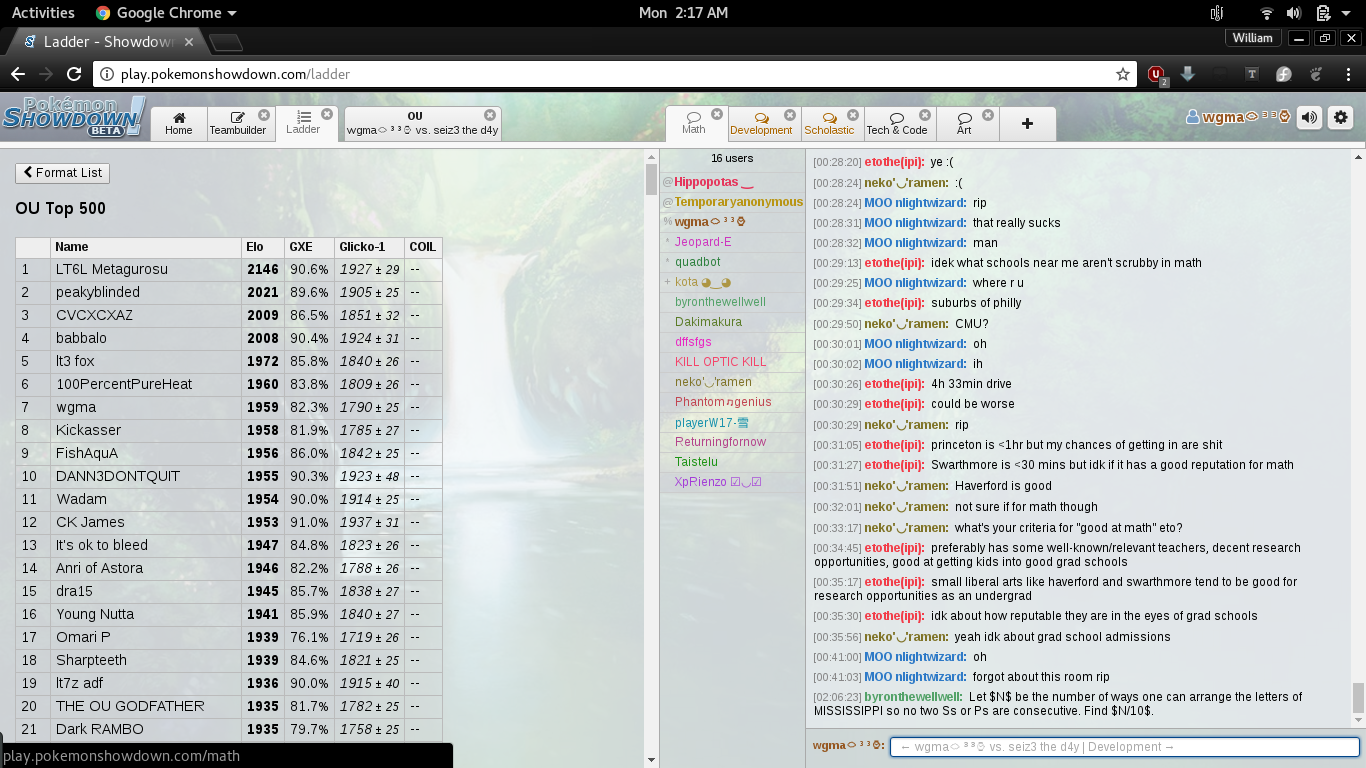 Activities Google Chrome Mon 2:17 AM
Ladder - Showdown William
play.pokemonshowdown.com/ladder
2
Pokémon
SHOWDOWN!
BETA
Home Teambuilder Ladder
OU
wgma⬭³³⌚ vs. seiz3 the d4y
Math Development Scholastic Tech & Code Art +
wgma⬭³³⌚
Format List
OU Top 500
Name Elo GXE Glicko-1 COIL
1 LT6L Metagurosu 2146 90.6% 1927 ± 29 --
2 peakyblinded 2021 89.6% 1905 ± 25 --
3 CVCXCXAZ 2009 86.5% 1851 ± 32 --
4 babbalo 2008 90.4% 1924 ± 31 --
5 lt3 fox 1972 85.8% 1840 ± 26 --
6 100PercentPureHeat 1960 83.8% 1809 ± 26 --
7 wgma 1959 82.3% 1790 ± 25 --
8 Kickasser 1958 81.9% 1785 ± 27 --
9 FishAquA 1956 86.0% 1842 ± 25 --
10 DANN3DONTQUIT 1955 90.3% 1923 ± 48 --
11 Wadam 1954 90.0% 1914 ± 25 --
12 CK James 1953 91.0% 1937 ± 31 --
13 It's ok to bleed 1947 84.8% 1823 ± 26 --
14 Anri of Astora 1946 82.2% 1788 ± 26 --
15 dra15 1945 85.7% 1838 ± 27 --
16 Young Nutta 1941 85.9% 1840 ± 27 --
17 Omari P 1939 76.1% 1719 ± 26 --
18 Sharpteeth 1939 84.6% 1821 ± 25 --
19 lt7z adf 1936 90.0% 1915 ± 40 --
20 THE OU GODFATHER 1935 81.7% 1782 ± 25 --
21 Dark RAMBO 1935 79.7% 1758 ± 25 --
play.pokemonshowdown.com/math
16 users
@Hippopotas ‿
@Temporaryanonymous
%wgma⬭³³⌚
*Jeopard-E
*quadbot
+kota ◕‿◕
byronthewellwell
Dakimakura
dffsfgs
KILL OPTIC KILL
neko'◡'ramen
Phantom♫genius
playerW17-雪
Returningfornow
Taistelu
XpRienzo ☑◡☑
[00:28:20] etothe(ipi): ye :(
[00:28:24] neko'◡'ramen: :(
[00:28:24] MOO nlightwizard: rip
[00:28:31] MOO nlightwizard: that really sucks
[00:28:32] MOO nlightwizard: man
[00:29:13] etothe(ipi): idek what schools near me aren't scrubby in math
[00:29:25] MOO nlightwizard: where r u
[00:29:34] etothe(ipi): suburbs of philly
[00:29:50] neko'◡'ramen: CMU?
[00:30:01] MOO nlightwizard: oh
[00:30:02] MOO nlightwizard: ih
[00:30:26] etothe(ipi): 4h 33min drive
[00:30:29] etothe(ipi): could be worse
[00:30:29] neko'◡'ramen: rip
[00:31:05] etothe(ipi): princeton is <1hr but my chances of getting in are shit
[00:31:27] etothe(ipi): Swarthmore is <30 mins but idk if it has a good reputation for math
[00:31:51] neko'◡'ramen: Haverford is good
[00:32:01] neko'◡'ramen: not sure if for math though
[00:33:17] neko'◡'ramen: what's your criteria for "good at math" eto?
[00:34:45] etothe(ipi): preferably has some well-known/relevant teachers, decent research
opportunities, good at getting kids into good grad schools
[00:35:17] etothe(ipi): small liberal arts like haverford and swarthmore tend to be good for
research opportunities as an undergrad
[00:35:30] etothe(ipi): idk about how reputable they are in the eyes of grad schools
[00:35:56] neko'◡'ramen: yeah idk about grad school admissions
[00:41:00] MOO nlightwizard: oh
[00:41:03] MOO nlightwizard: forgot about this room rip
[02:06:23] byronthewellwell: Let $N$ be the number of ways one can arrange the letters of
MISSISSIPPI so no two Ss or Ps are consecutive. Find $N/10$.
wgma⬭³³⌚: ← wgma⬭³³⌚ vs. seiz3 the d4y | Development →